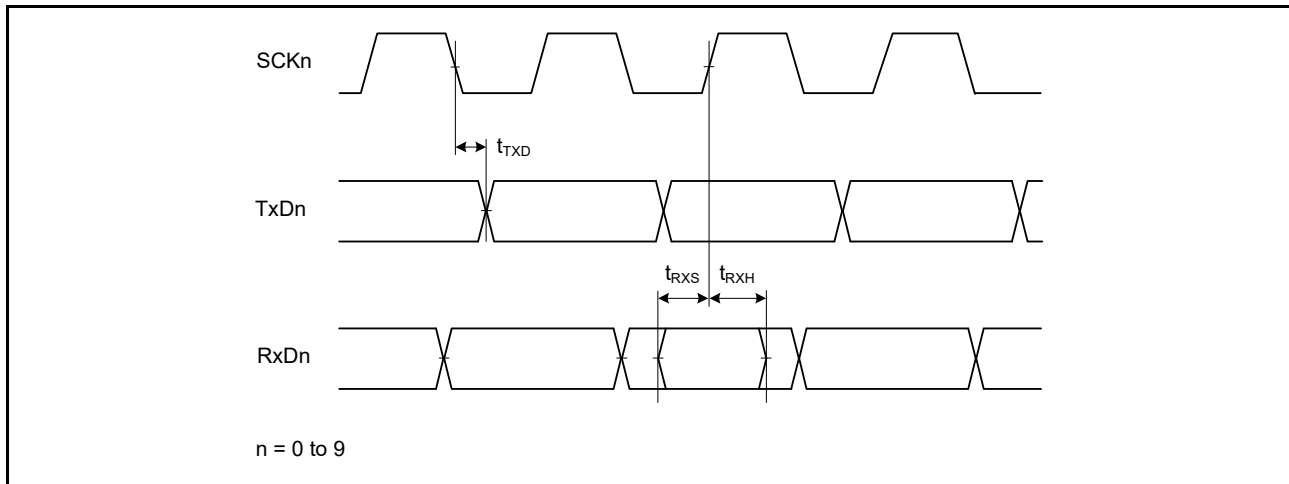 SCKn
tTXD
TxDn
tRXS tRXH
RxDn
n = 0 to 9